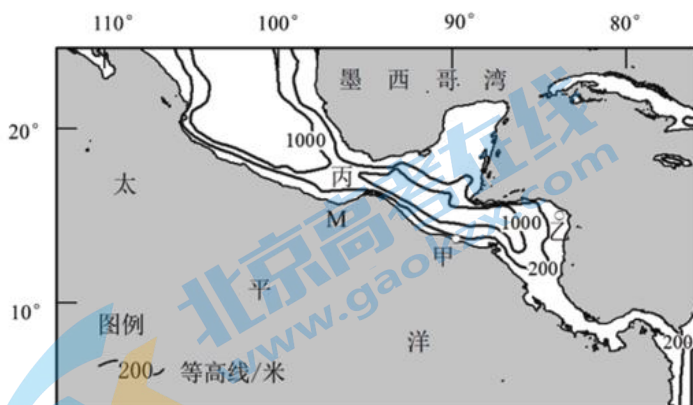 110° 100° 90° 80°
墨西哥湾
20°
1000
丙
太
M
1000
乙
甲
200
平
10°
200
图例
洋
200 等高线/米
北京高考在线
www.gaokzx.com